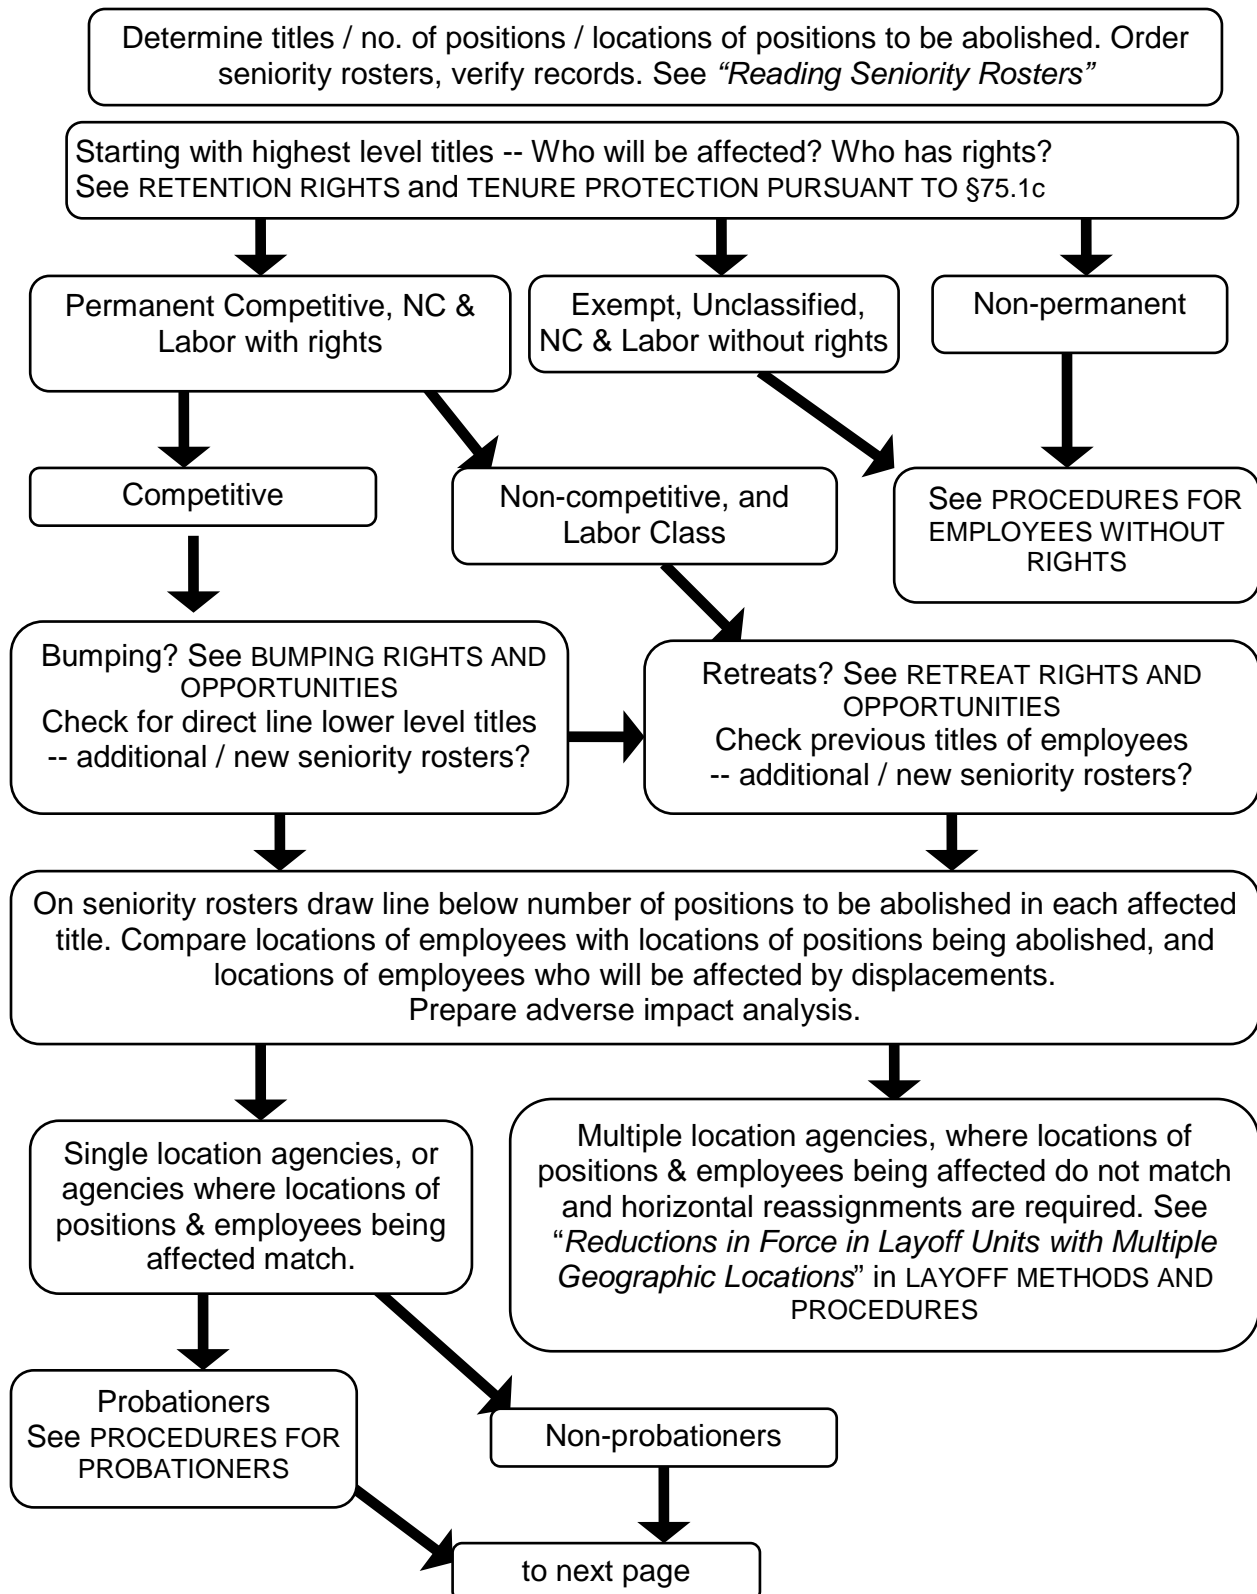 Determine titles / no. of positions / locations of positions to be abolished. Order
seniority rosters, verify records. See “Reading Seniority Rosters”
Starting with highest level titles -- Who will be affected? Who has rights?
See RETENTION RIGHTS and TENURE PROTECTION PURSUANT TO §75.1c
Permanent Competitive, NC &
Labor with rights
Exempt, Unclassified,
NC & Labor without rights
Non-permanent
Competitive
Non-competitive, and
Labor Class
See PROCEDURES FOR
EMPLOYEES WITHOUT
RIGHTS
Bumping? See BUMPING RIGHTS AND
OPPORTUNITIES
Check for direct line lower level titles
-- additional / new seniority rosters?
Retreats? See RETREAT RIGHTS AND
OPPORTUNITIES
Check previous titles of employees
-- additional / new seniority rosters?
On seniority rosters draw line below number of positions to be abolished in each affected
title. Compare locations of employees with locations of positions being abolished, and
locations of employees who will be affected by displacements.
Prepare adverse impact analysis.
Single location agencies, or
agencies where locations of
positions & employees being
affected match.
Multiple location agencies, where locations of
positions & employees being affected do not match
and horizontal reassignments are required. See
“Reductions in Force in Layoff Units with Multiple
Geographic Locations” in LAYOFF METHODS AND
PROCEDURES
Probationers
See PROCEDURES FOR
PROBATIONERS
Non-probationers
to next page